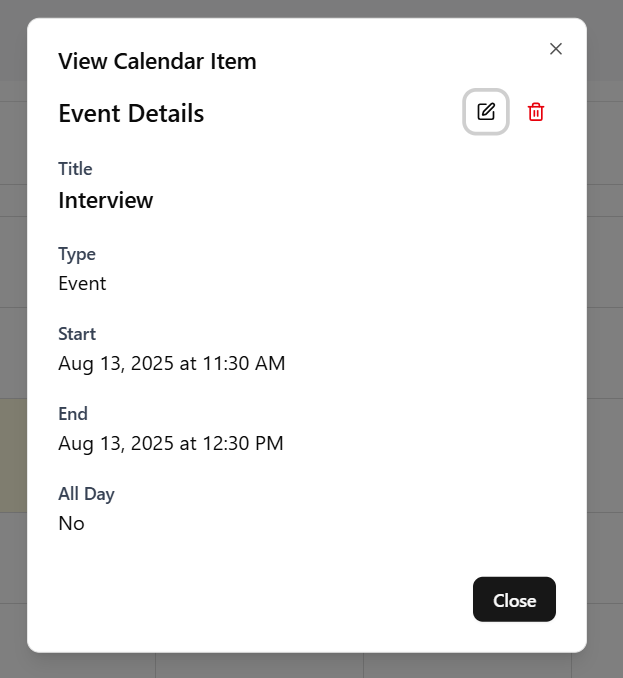 View Calendar Item
Event Details
Title
Interview
Type
Event
Start
Aug 13, 2025 at 11:30 AM
End
Aug 13, 2025 at 12:30 PM
All Day
No
Close